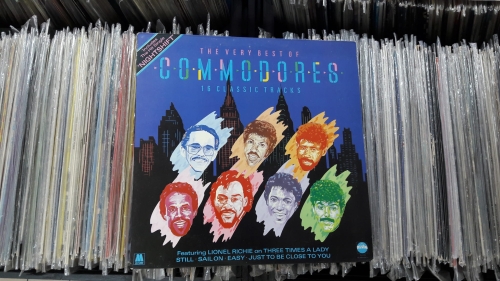 THE VERY BEST OF
COMMODORES
16 CLASSIC TRACKS
NIGHTSHIFT
Featuring LIONEL RICHIE on THREE TIMES A LADY
STILL · SAIL ON · EASY · JUST TO BE CLOSE TO YOU